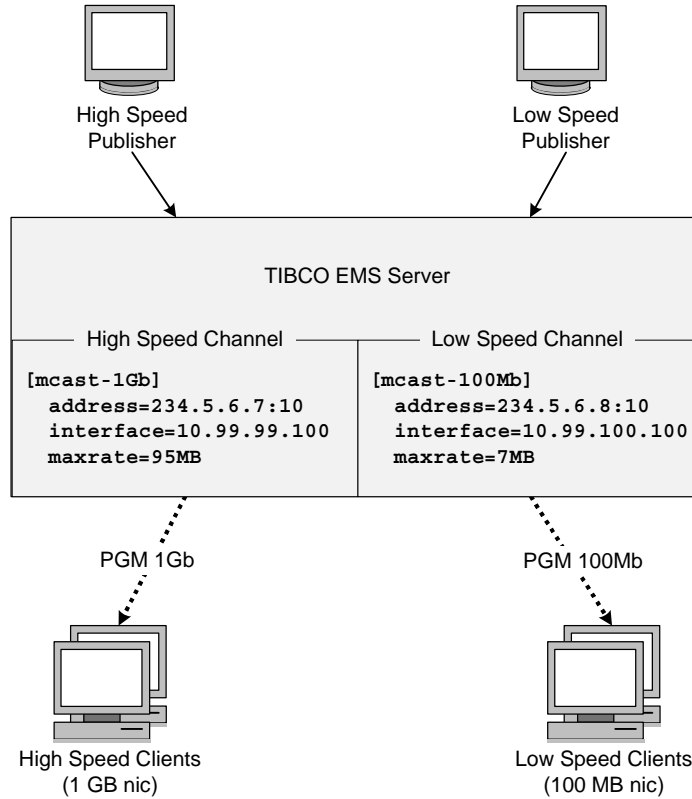 High Speed
Publisher
Low Speed
Publisher
TIBCO EMS Server
High Speed Channel
[mcast-1Gb]
address=234.5.6.7:10
interface=10.99.99.100
maxrate=95MB
Low Speed Channel
[mcast-100Mb]
address=234.5.6.8:10
interface=10.99.100.100
maxrate=7MB
PGM 1Gb
PGM 100Mb
High Speed Clients
(1 GB nic)
Low Speed Clients
(100 MB nic)